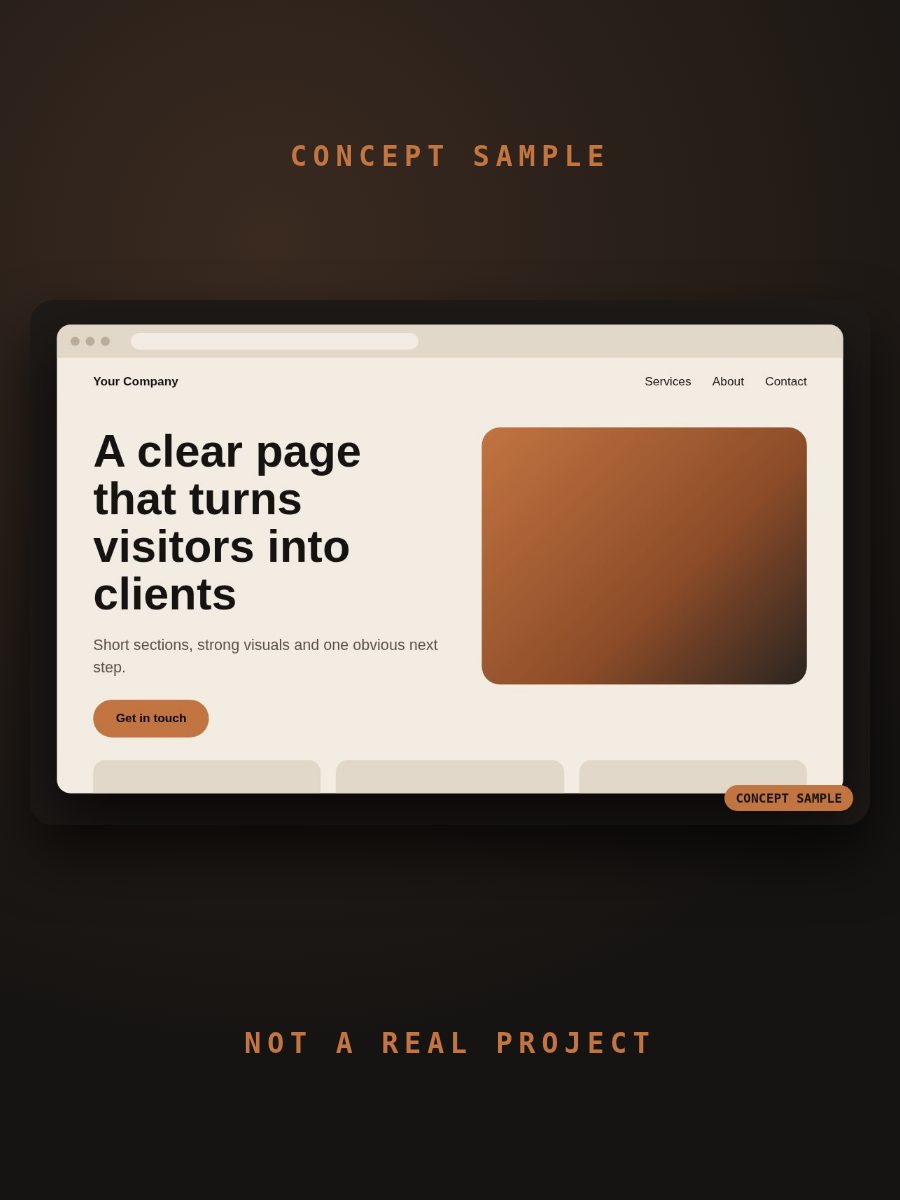 CONCEPT SAMPLE
Your Company
Services About Contact
A clear page
that turns
visitors into
clients
Short sections, strong visuals and one obvious next
step.
Get in touch
CONCEPT SAMPLE
NOT A REAL PROJECT